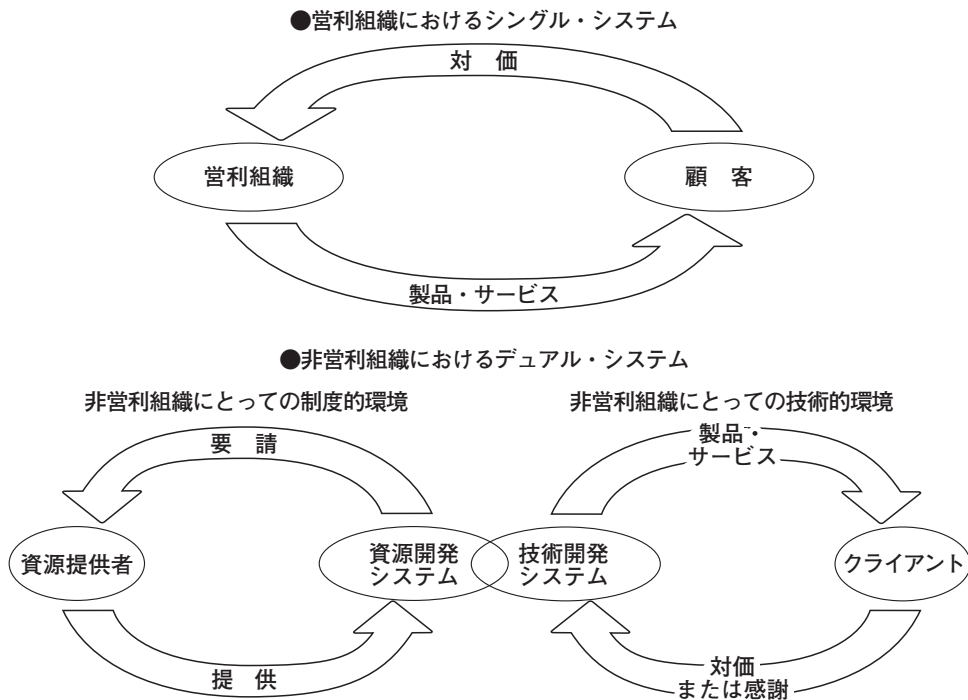 ●営利組織におけるシングル・システム
対　価
営利組織
顧　客
製品・サービス
●非営利組織におけるデュアル・システム
非営利組織にとっての制度的環境
非営利組織にとっての技術的環境
要　請
製品・
サービス
資源提供者
資源開発
システム
技術開発
システム
クライアント
提　供
対価
または感謝